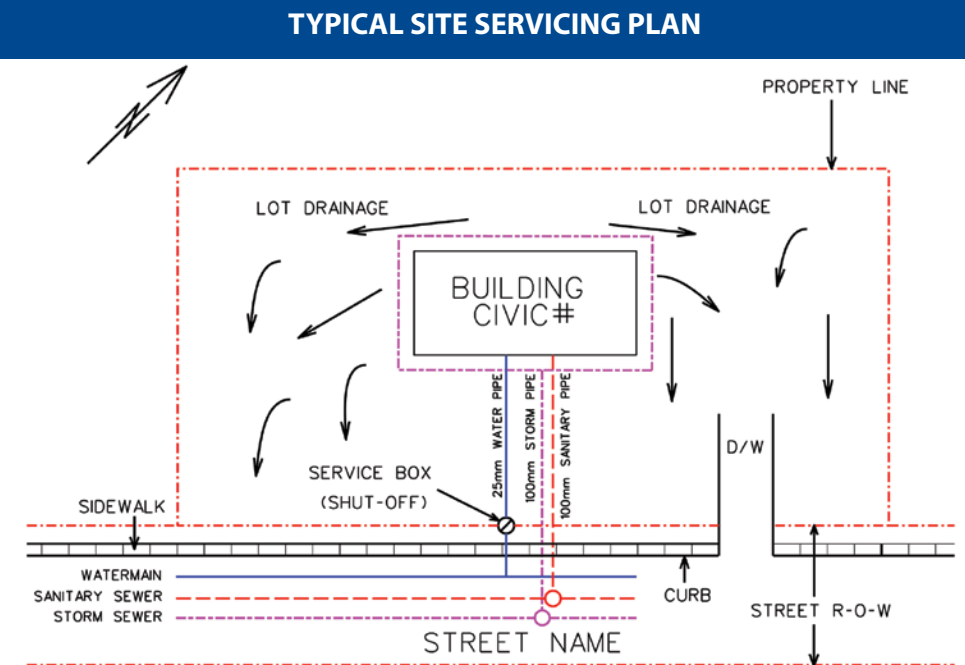 TYPICAL SITE SERVICING PLAN
PROPERTY LINE
N
LOT DRAINAGE
LOT DRAINAGE
BUILDING
CIVIC#
25mm WATER PIPE
100mm STORM PIPE
100mm SANITARY PIPE
D/W
SERVICE BOX
(SHUT-OFF)
SIDEWALK
WATERMAIN
SANITARY SEWER
STORM SEWER
CURB
STREET R-O-W
STREET NAME